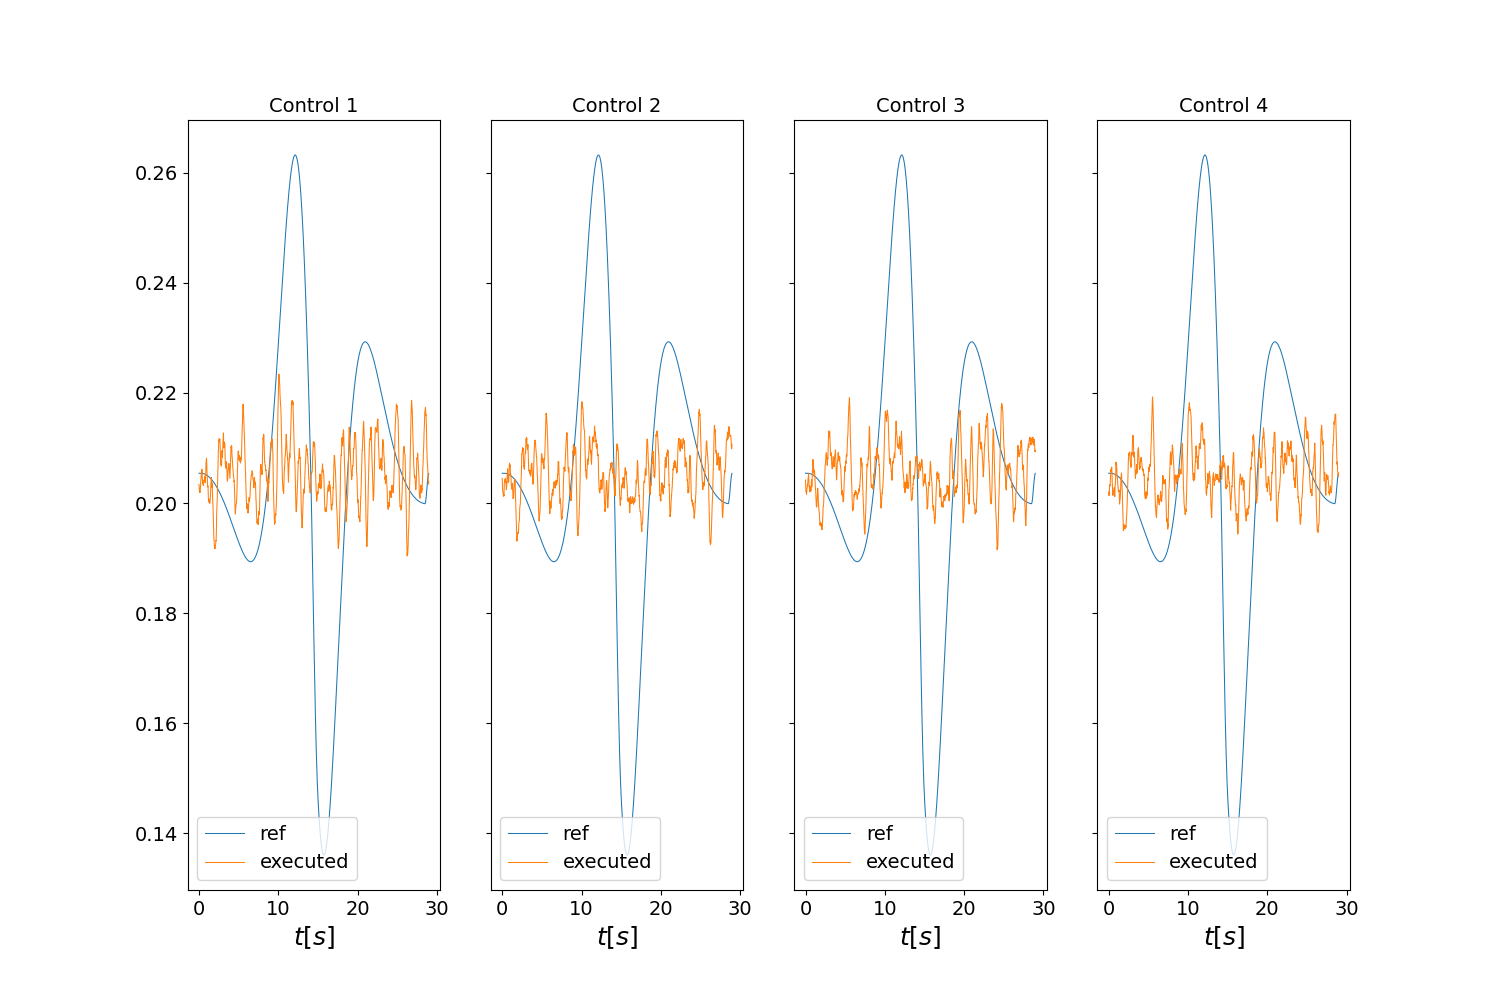 Control 1 Control 2 Control 3 Control 4
0.26
0.24
0.22
0.20
0.18
0.16
0.14
ref ref ref ref
executed executed executed executed
0 10 20 30 0 10 20 30 0 10 20 30 0 10 20 30
t[s] t[s] t[s] t[s]